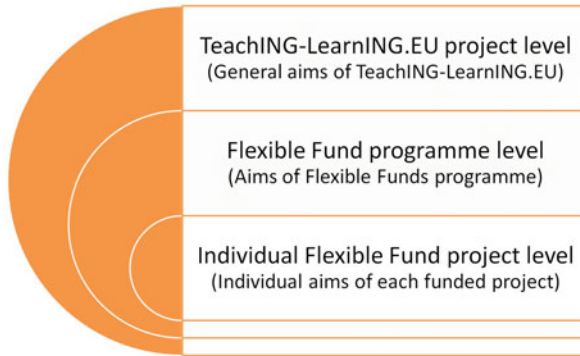 TeachING-LearnING.EU project level
(General aims of TeachING-LearnING.EU)
Flexible Fund programme level
(Aims of Flexible Funds programme)
Individual Flexible Fund project level
(Individual aims of each funded project)